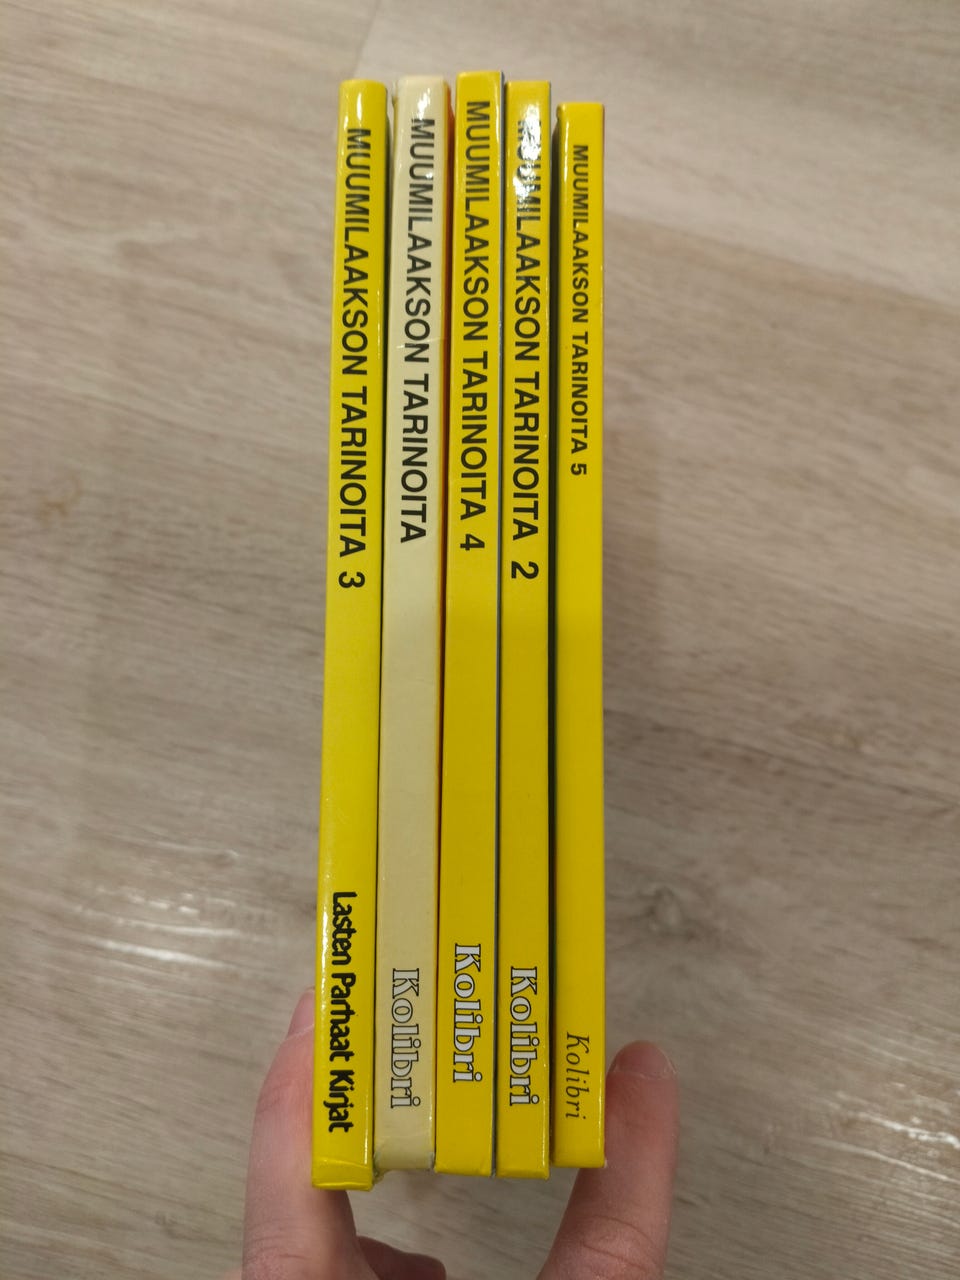 MUUMILAAKSON TARINOITA 3
Lasten Parhaat Kirjat
MUUMILAAKSON TARINOITA
Kolibri
MUUMILAAKSON TARINOITA 4
Kolibri
MUUMILAAKSON TARINOITA 2
Kolibri
MUUMILAAKSON TARINOITA 5
Kolibri